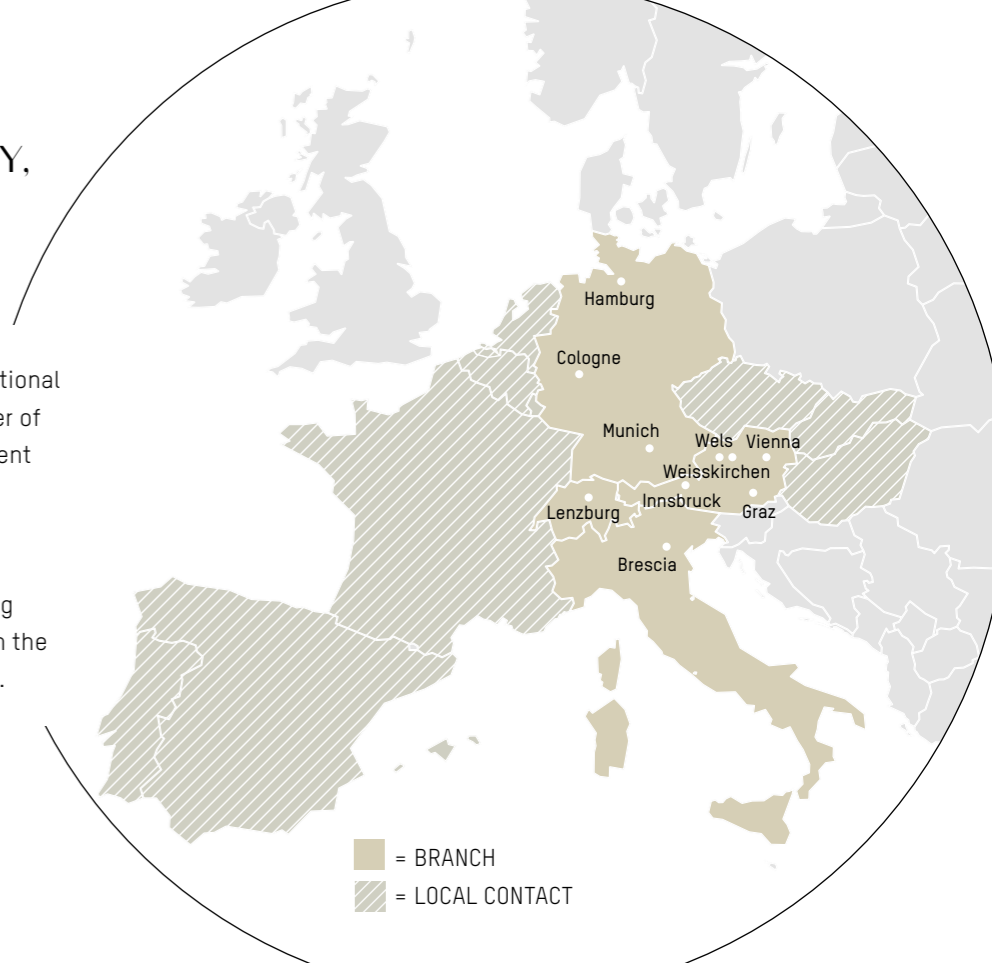 Y,
tional
er of
ent
g
n the
.
Hamburg
Cologne
Munich
Wels Vienna
Weisskirchen
Innsbruck
Lenzburg
Graz
Brescia
= BRANCH
= LOCAL CONTACT